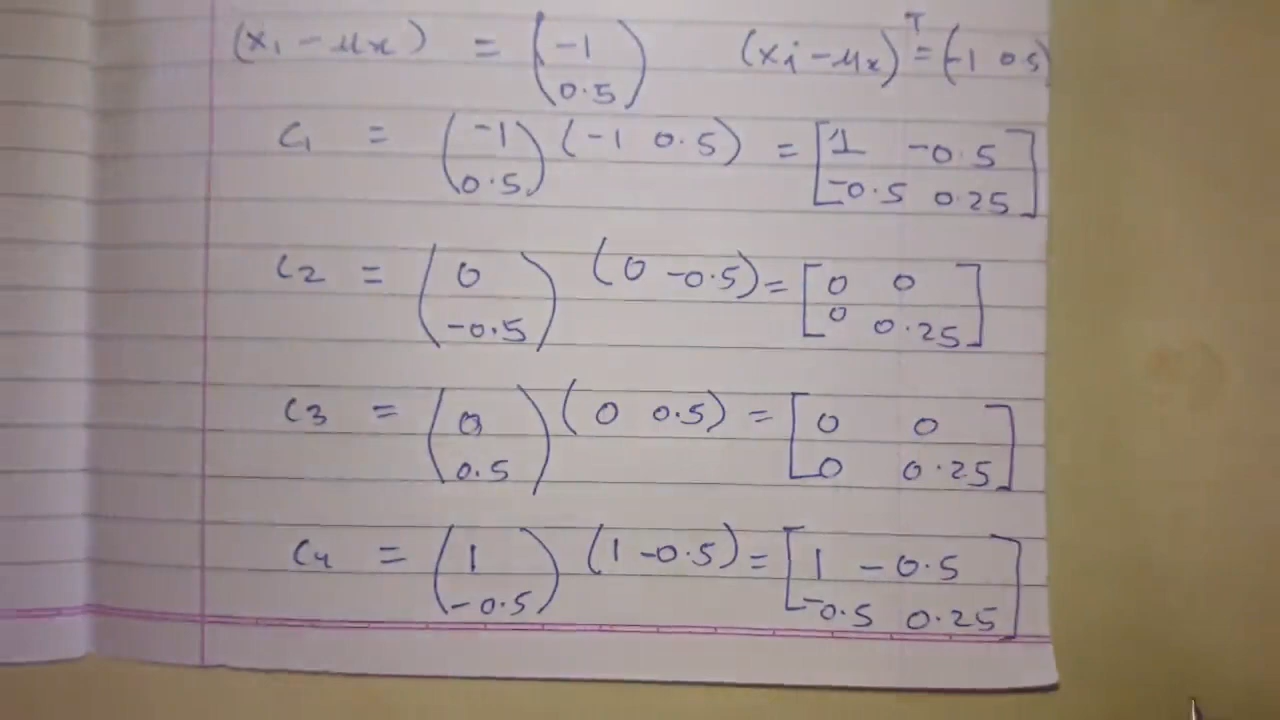 (x₁ - μx) = (-1 0.5) (xi - μx)ᵀ = (-1 0.5)
C₁ = (-1 0.5) (-1 0.5) = [1 -0.5 -0.5 0.25]
C₂ = (0 -0.5) (0 -0.5) = [0 0 0 0.25]
C₃ = (0 0.5) (0 0.5) = [0 0 0 0.25]
C₄ = (1 -0.5) (1 -0.5) = [1 -0.5 -0.5 0.25]